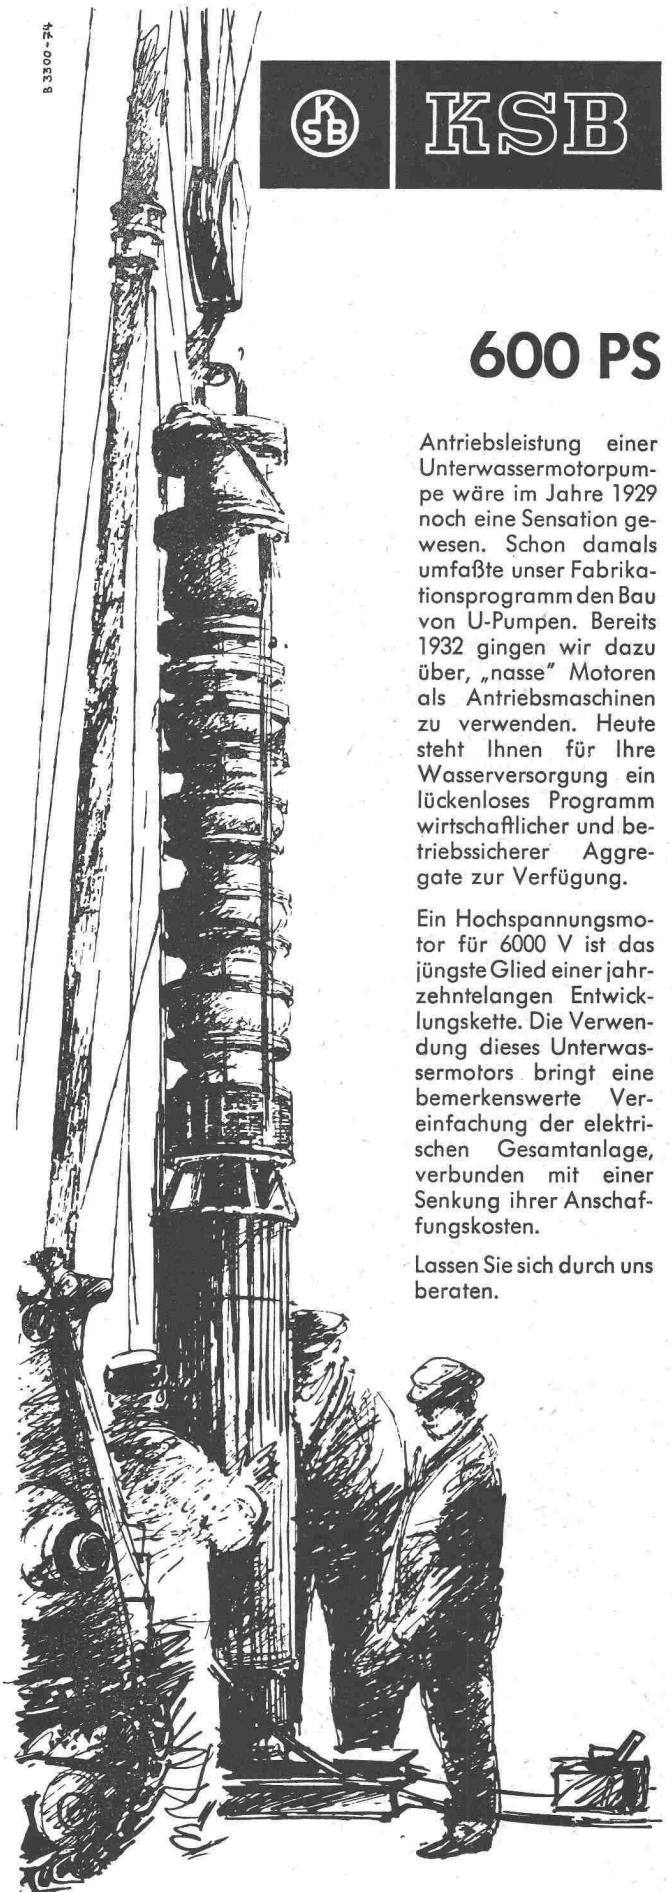 B 3300-74
K
SB
KSB
600 PS
Antriebsleistung einer
Unterwassermotorpum-
pe wäre im Jahre 1929
noch eine Sensation ge-
wesen. Schon damals
umfaßte unser Fabrika-
tionsprogramm den Bau
von U-Pumpen. Bereits
1932 gingen wir dazu
über, „nasse" Motoren
als Antriebsmaschinen
zu verwenden. Heute
steht Ihnen für Ihre
Wasserversorgung ein
lückenloses Programm
wirtschaftlicher und be-
triebssicherer Aggre-
gate zur Verfügung.
Ein Hochspannungsmo-
tor für 6000 V ist das
jüngste Glied einer jahr-
zehntelangen Entwick-
lungskette. Die Verwen-
dung dieses Unterwas-
sermotors bringt eine
bemerkenswerte Ver-
einfachung der elektri-
schen Gesamtanlage,
verbunden mit einer
Senkung ihrer Anschaf-
fungskosten.
Lassen Sie sich durch uns
beraten.